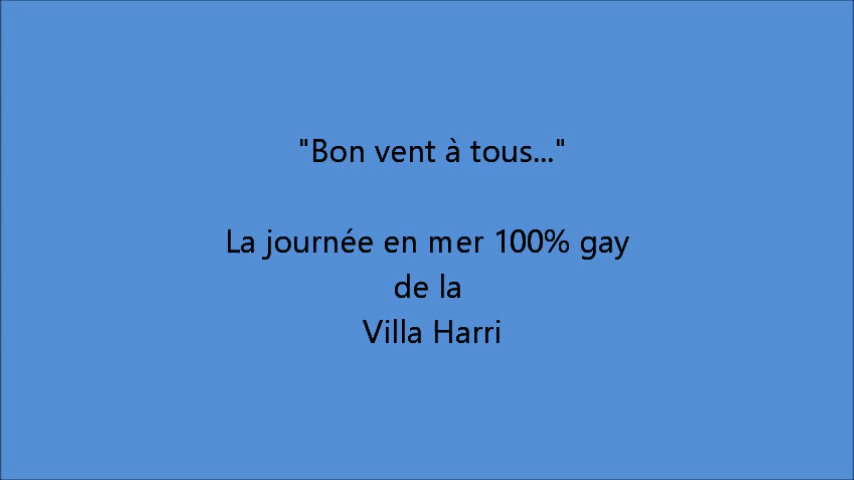 "Bon vent à tous..."
La journée en mer 100% gay
de la
Villa Harri